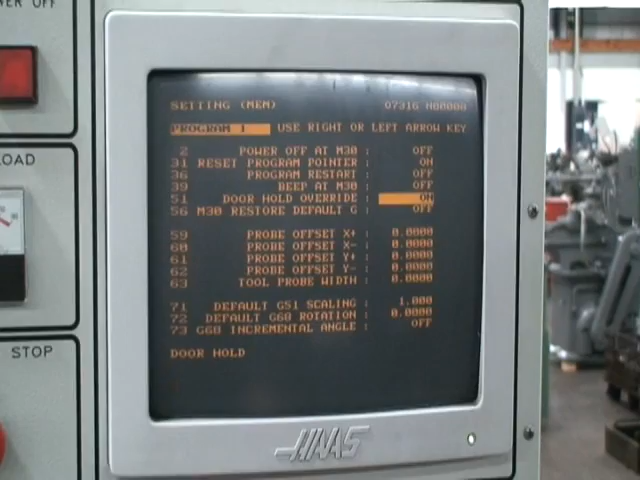 POWER OFF
LOAD
STOP
SETTING (MEM) O7316 N00000
PROGRAM 1 USE RIGHT OR LEFT ARROW KEY
2 POWER OFF AT M30 : OFF
31 RESET PROGRAM POINTER : ON
36 PROGRAM RESTART : OFF
39 BEEP AT M30 : OFF
51 DOOR HOLD OVERRIDE : ON
56 M30 RESTORE DEFAULT G : OFF
59 PROBE OFFSET X+ : 0.0000
60 PROBE OFFSET X- : 0.0000
61 PROBE OFFSET Y+ : 0.0000
62 PROBE OFFSET Y- : 0.0000
63 TOOL PROBE WIDTH : 0.0000
71 DEFAULT G51 SCALING : 1.000
72 DEFAULT G68 ROTATION : 0.0000
73 G68 INCREMENTAL ANGLE : OFF
DOOR HOLD
HAAS